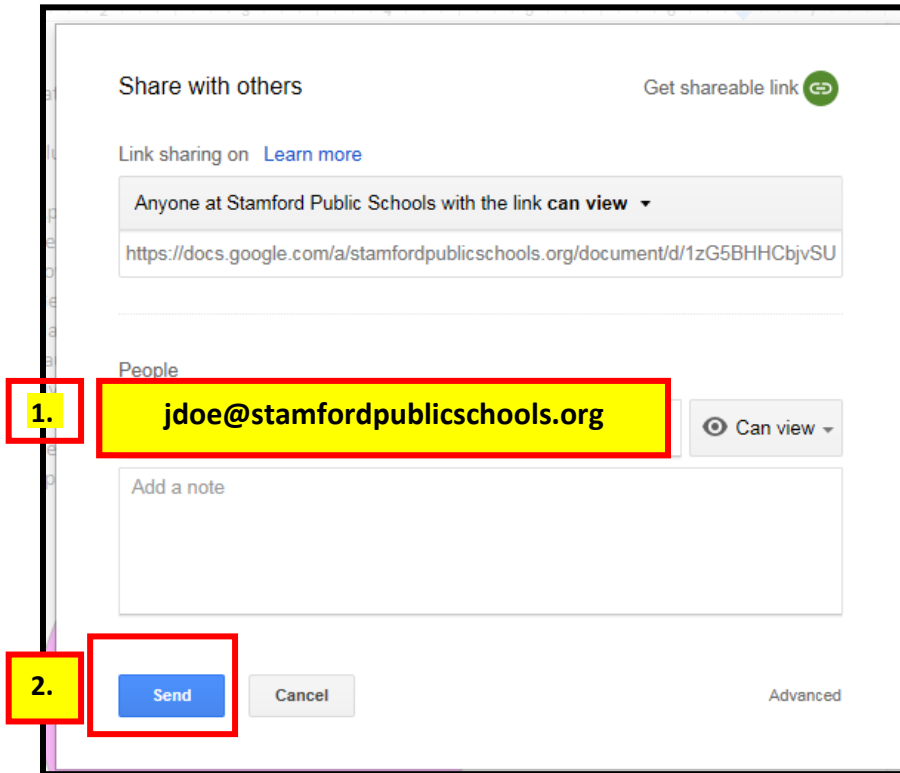 Share with others
Get shareable link
Link sharing on Learn more
Anyone at Stamford Public Schools with the link can view
https://docs.google.com/a/stamfordpublicschools.org/document/d/1zG5BHHCbjvSU
People
1.
jdoe@stamfordpublicschools.org
Can view
Add a note
2.
Send
Cancel
Advanced